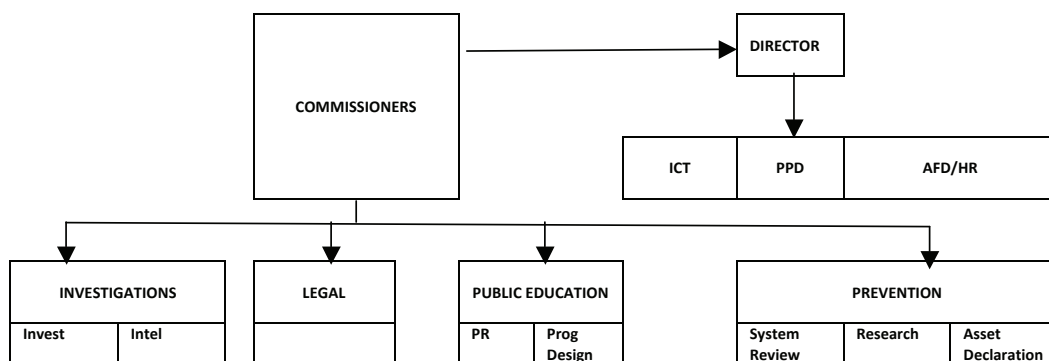 DIRECTOR
COMMISSIONERS
ICT
PPD
AFD/HR
INVESTIGATIONS
LEGAL
PUBLIC EDUCATION
PREVENTION
Invest
Intel
PR
Prog
Design
System
Review
Research
Asset
Declaration